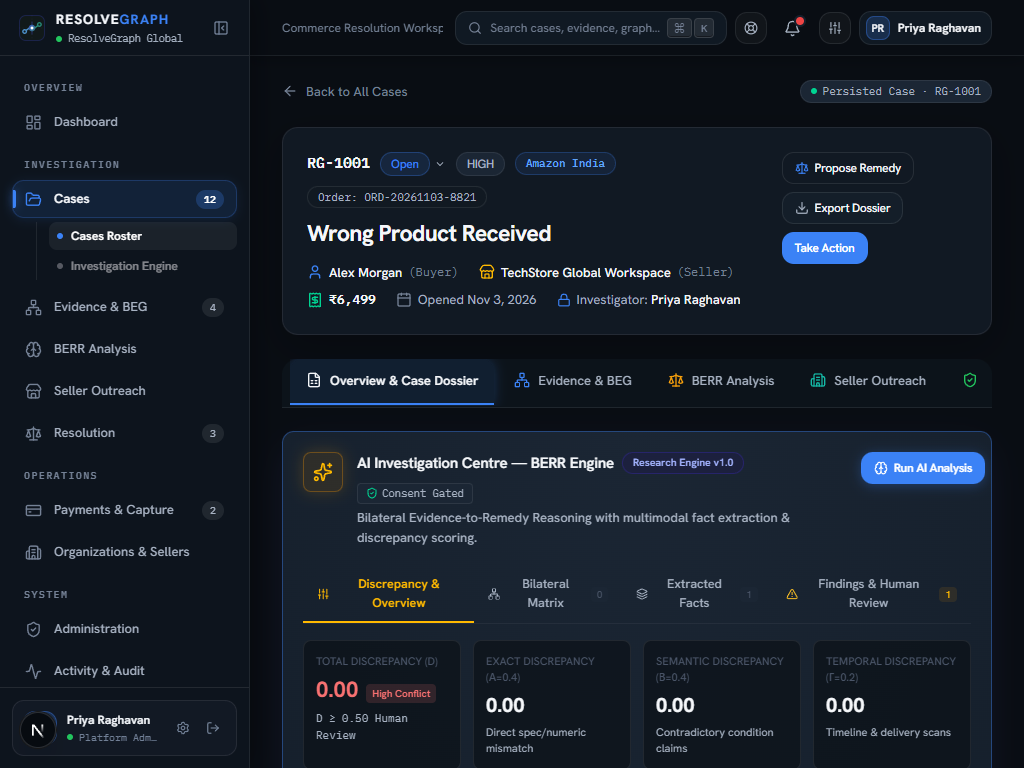 RESOLVEGRAPH
ResolveGraph Global
Commerce Resolution Worksp
Search cases, evidence, graph...
⌘ K
PR
Priya Raghavan
OVERVIEW
Dashboard
INVESTIGATION
Cases 12
Cases Roster
Investigation Engine
Evidence & BEG 4
BERR Analysis
Seller Outreach
Resolution 3
OPERATIONS
Payments & Capture 2
Organizations & Sellers
SYSTEM
Administration
Activity & Audit
N
Priya Raghavan
Platform Adm…
Back to All Cases
Persisted Case · RG-1001
RG-1001 Open HIGH Amazon India
Order: ORD-20261103-8821
Wrong Product Received
Alex Morgan (Buyer) TechStore Global Workspace (Seller)
₹6,499 Opened Nov 3, 2026 Investigator: Priya Raghavan
Propose Remedy
Export Dossier
Take Action
Overview & Case Dossier Evidence & BEG BERR Analysis Seller Outreach
AI Investigation Centre — BERR Engine Research Engine v1.0
Consent Gated
Bilateral Evidence-to-Remedy Reasoning with multimodal fact extraction &
discrepancy scoring.
Run AI Analysis
Discrepancy &
Overview
Bilateral
Matrix
0
Extracted
Facts
1
Findings & Human
Review
1
TOTAL DISCREPANCY (D)
0.00 High Conflict
D ≥ 0.50 Human
Review
EXACT DISCREPANCY
(Α=0.4)
0.00
Direct spec/numeric
mismatch
SEMANTIC DISCREPANCY
(Β=0.4)
0.00
Contradictory condition
claims
TEMPORAL DISCREPANCY
(Γ=0.2)
0.00
Timeline & delivery scans